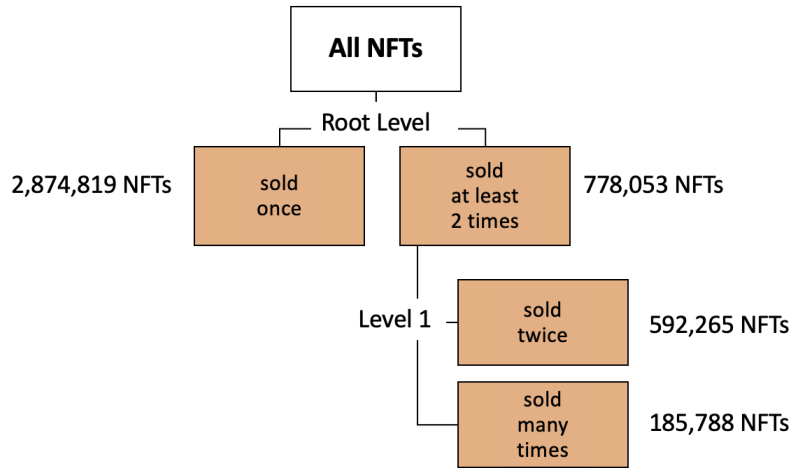 All NFTs
Root Level
2,874,819 NFTs
sold
once
sold
at least
2 times
778,053 NFTs
Level 1
sold
twice
592,265 NFTs
sold
many
times
185,788 NFTs